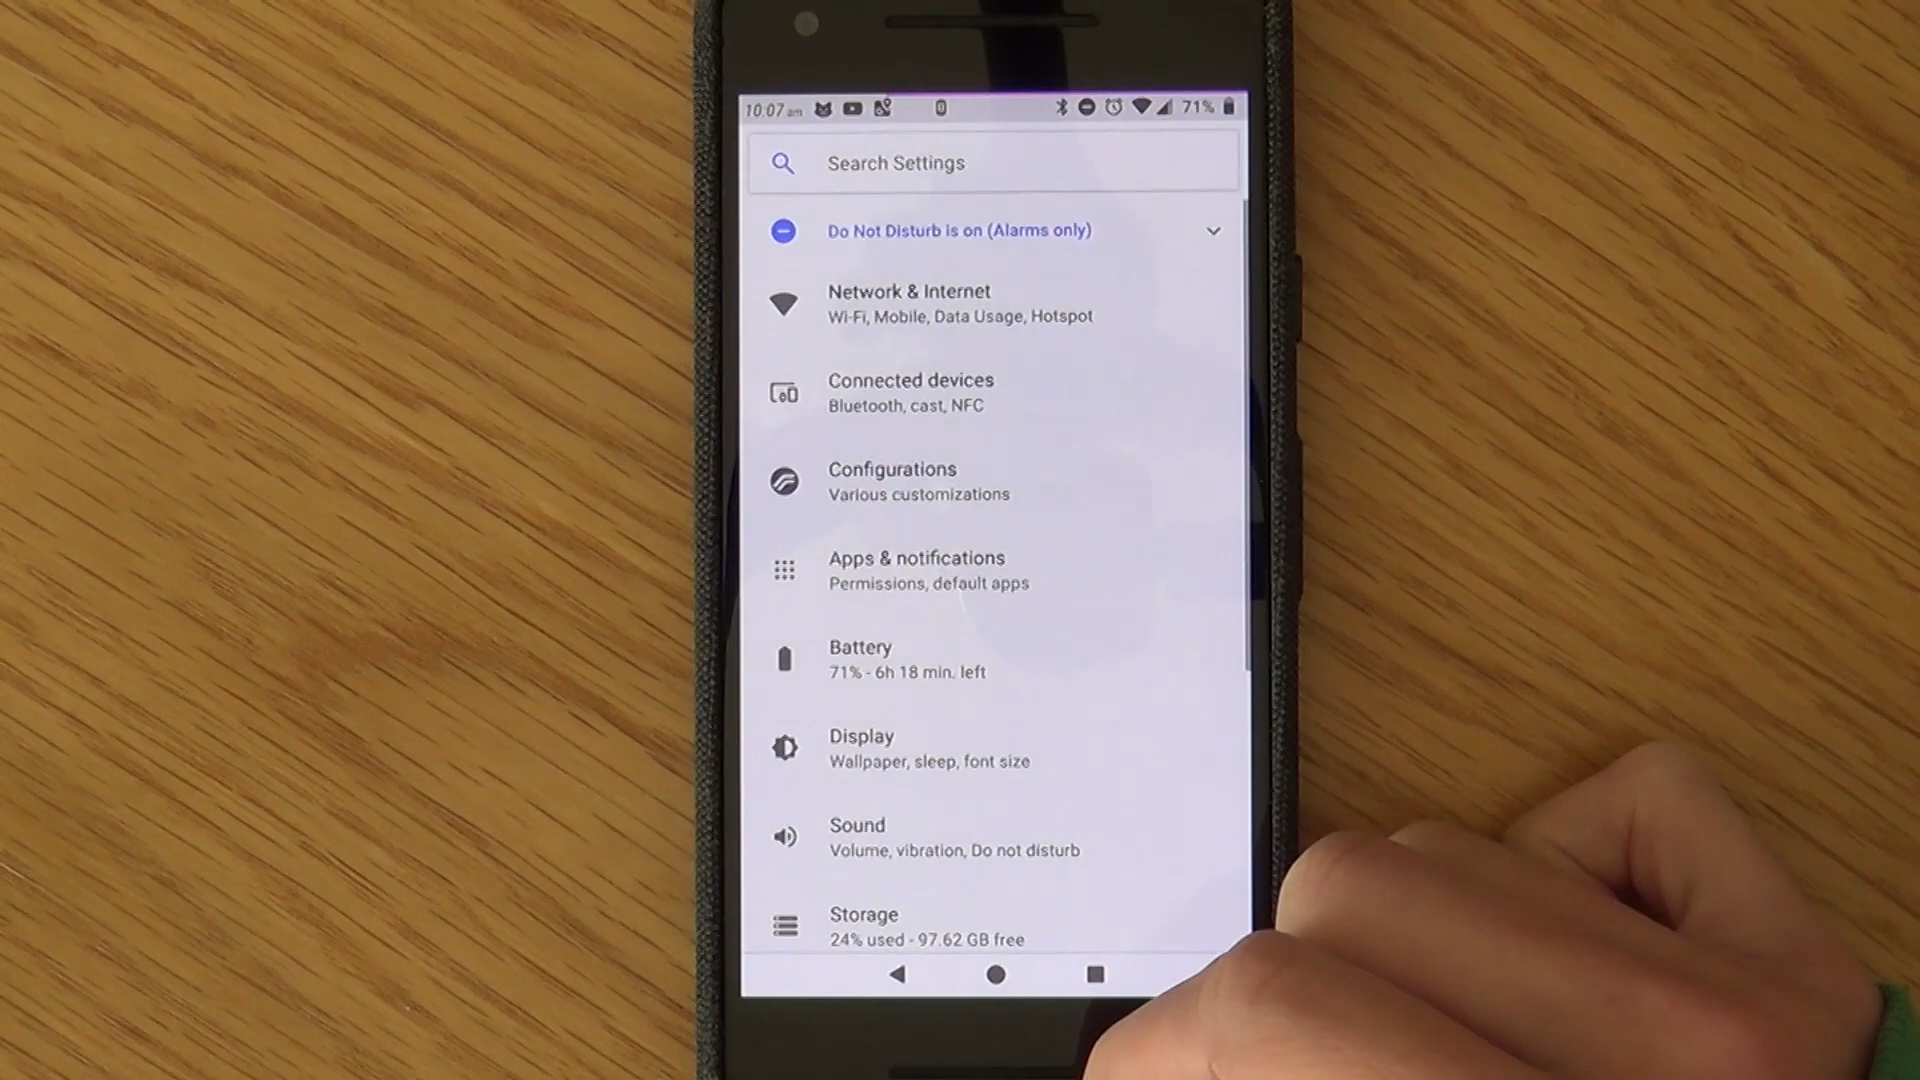 10:07 am 71%
Search Settings
Do Not Disturb is on (Alarms only)
Network & Internet
Wi-Fi, Mobile, Data Usage, Hotspot
Connected devices
Bluetooth, cast, NFC
Configurations
Various customizations
Apps & notifications
Permissions, default apps
Battery
71% - 6h 18 min. left
Display
Wallpaper, sleep, font size
Sound
Volume, vibration, Do not disturb
Storage
24% used - 97.62 GB free